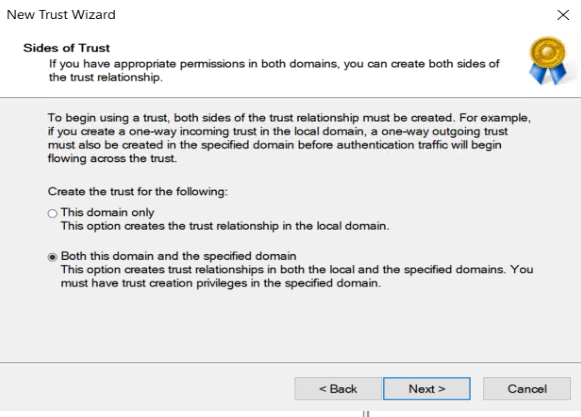 New Trust Wizard
Sides of Trust
If you have appropriate permissions in both domains, you can create both sides of
the trust relationship.
To begin using a trust, both sides of the trust relationship must be created. For example,
if you create a one-way incoming trust in the local domain, a one-way outgoing trust
must also be created in the specified domain before authentication traffic will begin
flowing across the trust.
Create the trust for the following:
This domain only
This option creates the trust relationship in the local domain.
Both this domain and the specified domain
This option creates trust relationships in both the local and the specified domains. You
must have trust creation privileges in the specified domain.
< Back Next > Cancel